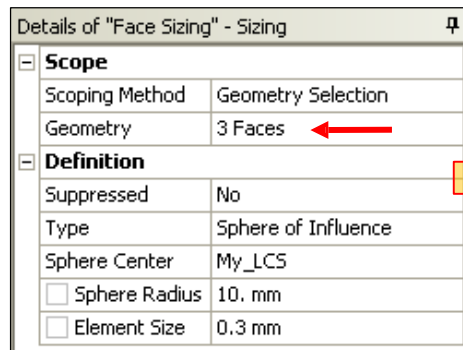 Details of "Face Sizing" - Sizing
Scope
Scoping Method Geometry Selection
Geometry 3 Faces
Definition
Suppressed No
Type Sphere of Influence
Sphere Center My_LCS
Sphere Radius 10. mm
Element Size 0.3 mm